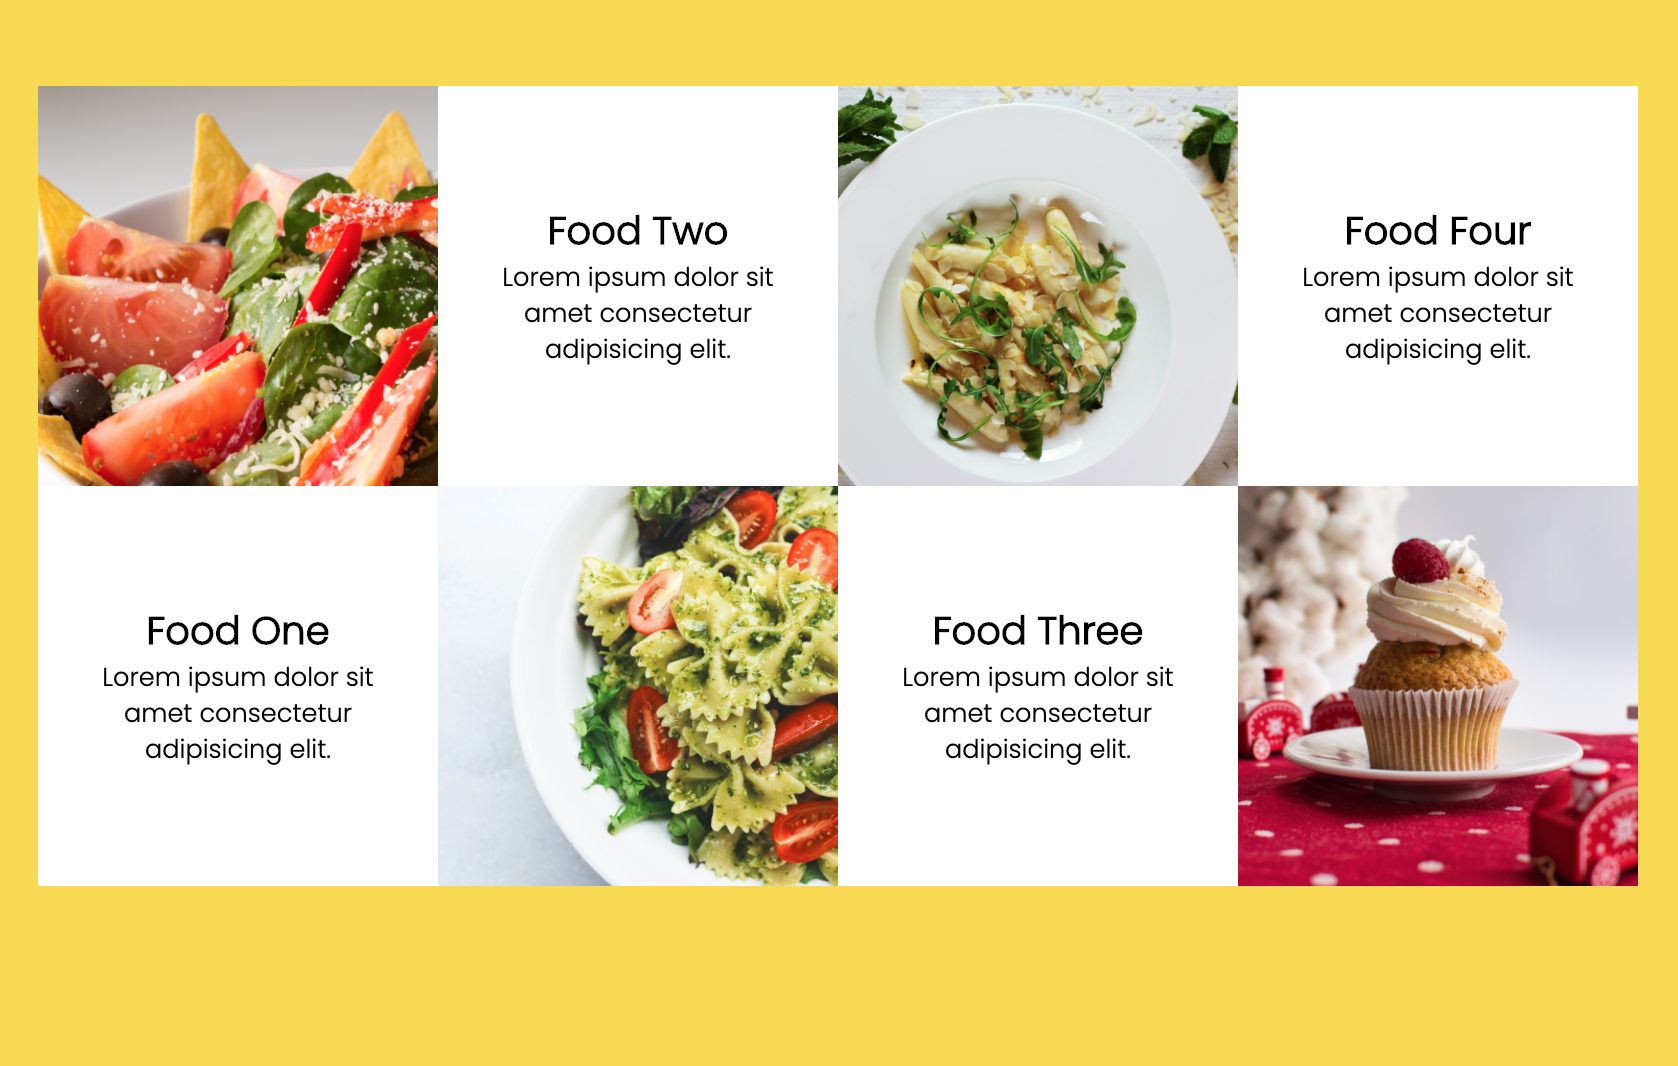 Food Two
Lorem ipsum dolor sit
amet consectetur
adipisicing elit.
Food Four
Lorem ipsum dolor sit
amet consectetur
adipisicing elit.
Food One
Lorem ipsum dolor sit
amet consectetur
adipisicing elit.
Food Three
Lorem ipsum dolor sit
amet consectetur
adipisicing elit.